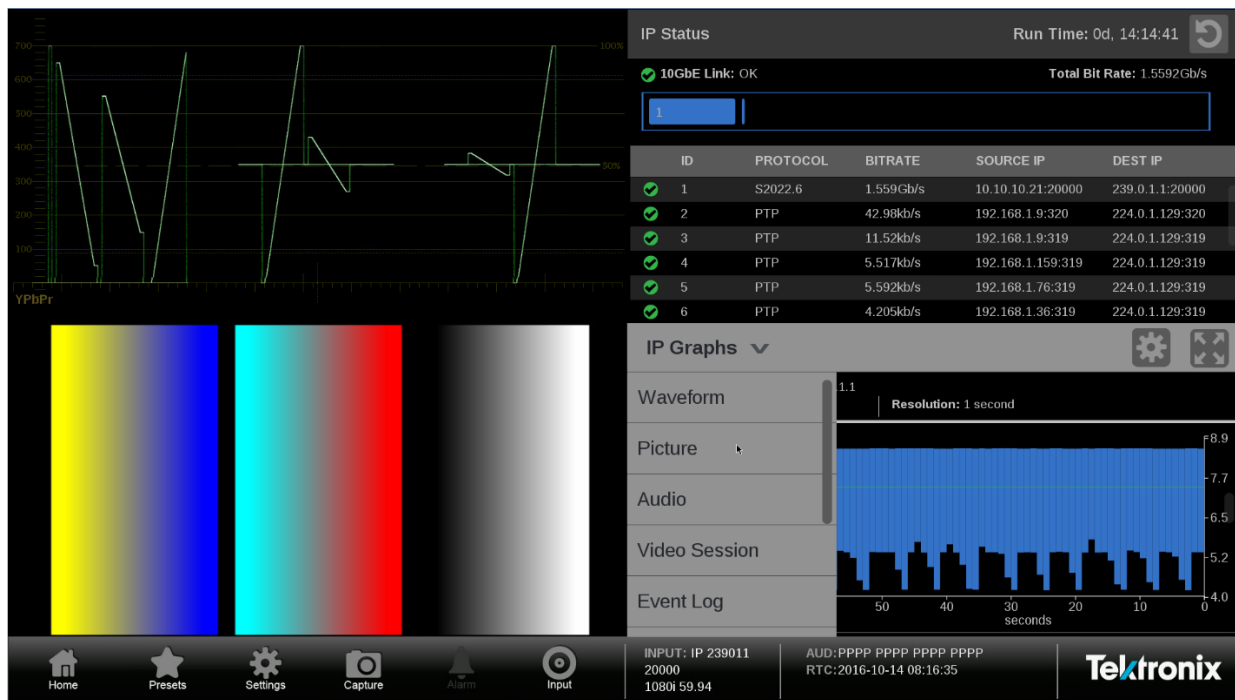 700
600
500
400
300
200
100
100%
50%
YPbPr
IP Status
Run Time: 0d, 14:14:41
10GbE Link: OK
Total Bit Rate: 1.5592Gb/s
1
ID PROTOCOL BITRATE SOURCE IP DEST IP
1 S2022.6 1.559Gb/s 10.10.10.21:20000 239.0.1.1:20000
2 PTP 42.98kb/s 192.168.1.9:320 224.0.1.129:320
3 PTP 11.52kb/s 192.168.1.9:319 224.0.1.129:319
4 PTP 5.517kb/s 192.168.1.159:319 224.0.1.129:319
5 PTP 5.592kb/s 192.168.1.76:319 224.0.1.129:319
6 PTP 4.205kb/s 192.168.1.36:319 224.0.1.129:319
IP Graphs
Waveform
Picture
Audio
Video Session
Event Log
.1.1
Resolution: 1 second
8.9
7.7
6.5
5.2
4.0
50 40 30 20 10 0
seconds
Home
Presets
Settings
Capture
Alarm
Input
INPUT: IP 239011
20000
1080i 59.94
AUD:PPPP PPPP PPPP PPPP
RTC:2016-10-14 08:16:35
Tektronix